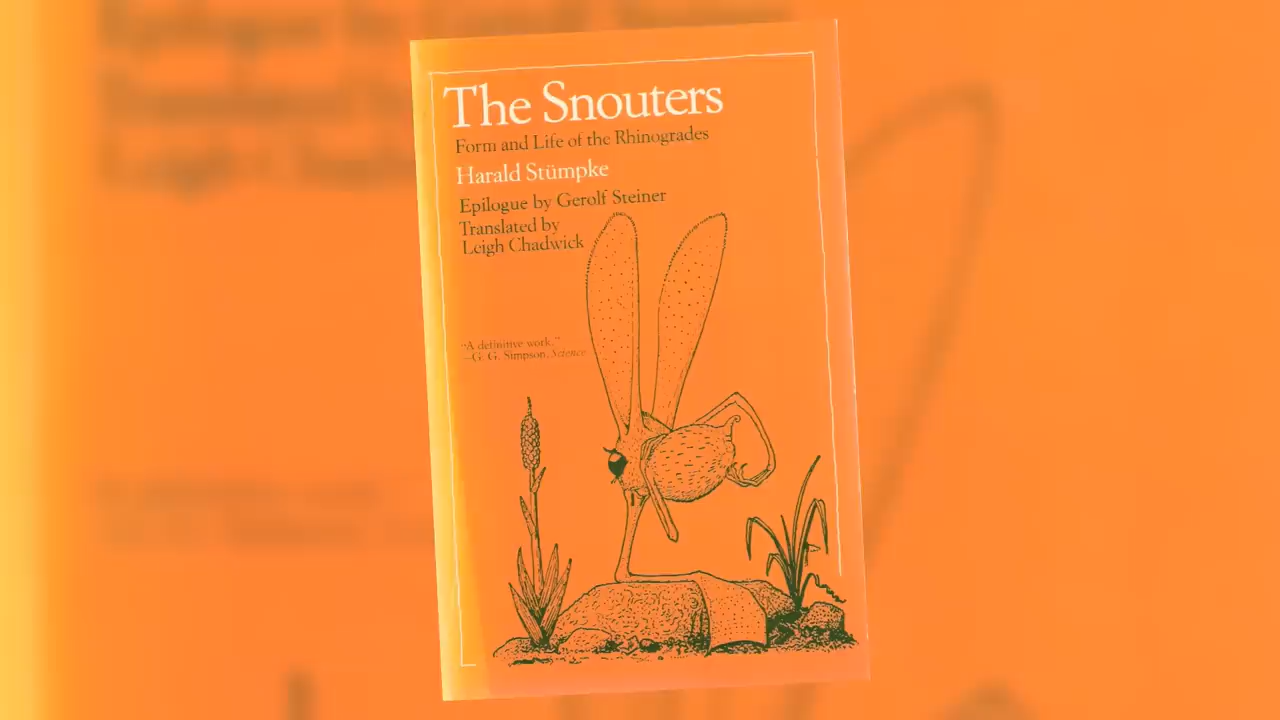 The Snouters
Form and Life of the Rhinogrades
Harald Stümpke
Epilogue by Gerolf Steiner
Translated by
Leigh Chadwick
"A definitive work."
—G. G. Simpson, Science